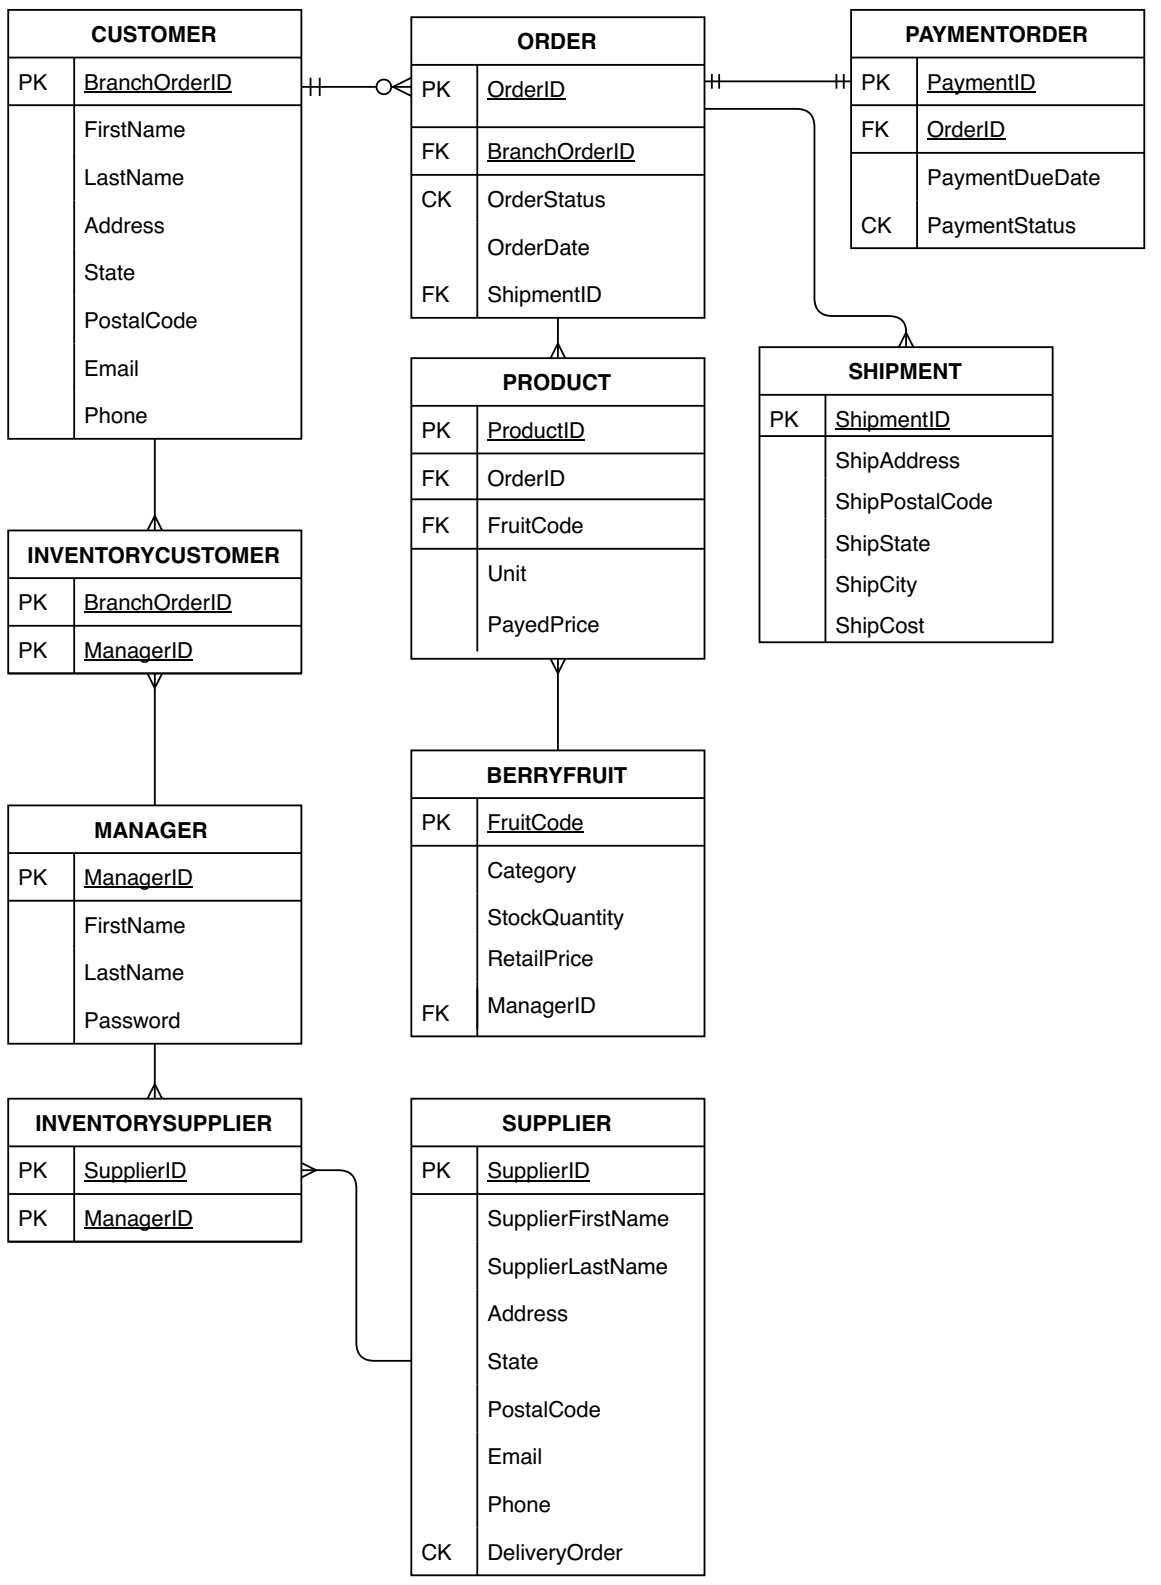 CUSTOMER
PK BranchOrderID
FirstName
LastName
Address
State
PostalCode
Email
Phone
ORDER
PK OrderID
FK BranchOrderID
CK OrderStatus
OrderDate
FK ShipmentID
PAYMENTORDER
PK PaymentID
FK OrderID
PaymentDueDate
CK PaymentStatus
SHIPMENT
PK ShipmentID
ShipAddress
ShipPostalCode
ShipState
ShipCity
ShipCost
PRODUCT
PK ProductID
FK OrderID
FK FruitCode
Unit
PayedPrice
INVENTORYCUSTOMER
PK BranchOrderID
PK ManagerID
MANAGER
PK ManagerID
FirstName
LastName
Password
BERRYFRUIT
PK FruitCode
Category
StockQuantity
RetailPrice
FK ManagerID
INVENTORYSUPPLIER
PK SupplierID
PK ManagerID
SUPPLIER
PK SupplierID
SupplierFirstName
SupplierLastName
Address
State
PostalCode
Email
Phone
CK DeliveryOrder